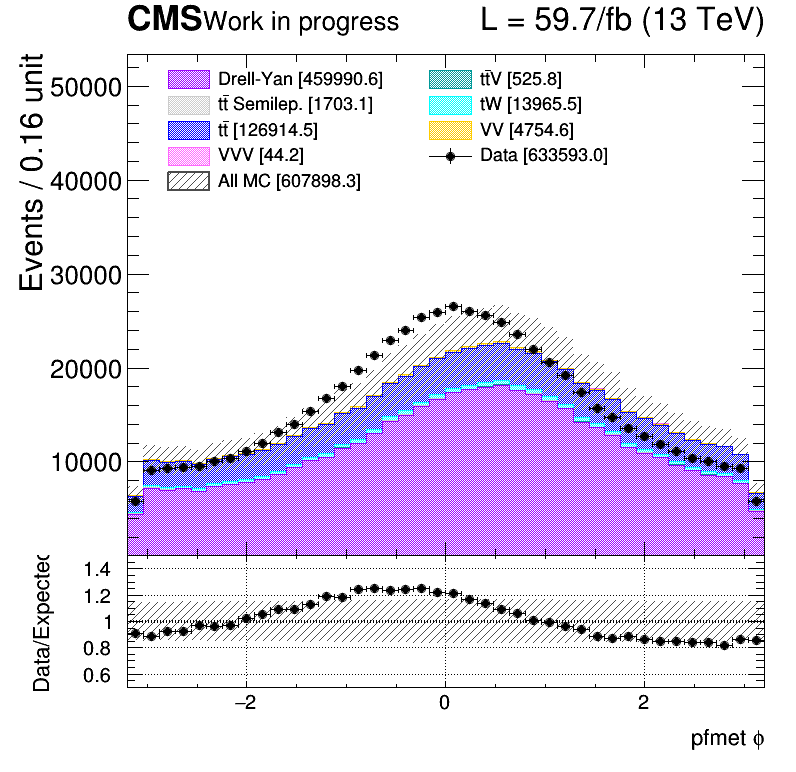 CMS Work in progress L = 59.7/fb (13 TeV)
Events / 0.16 unit
50000
40000
30000
20000
10000
Drell-Yan [459990.6]
tt̄ Semilep. [1703.1]
tt̄ [126914.5]
VVV [44.2]
All MC [607898.3]
tt̄V [525.8]
tW [13965.5]
VV [4754.6]
Data [633593.0]
Data/Expected
1.4
1.2
1
0.8
0.6
−2 0 2
pfmet ϕ